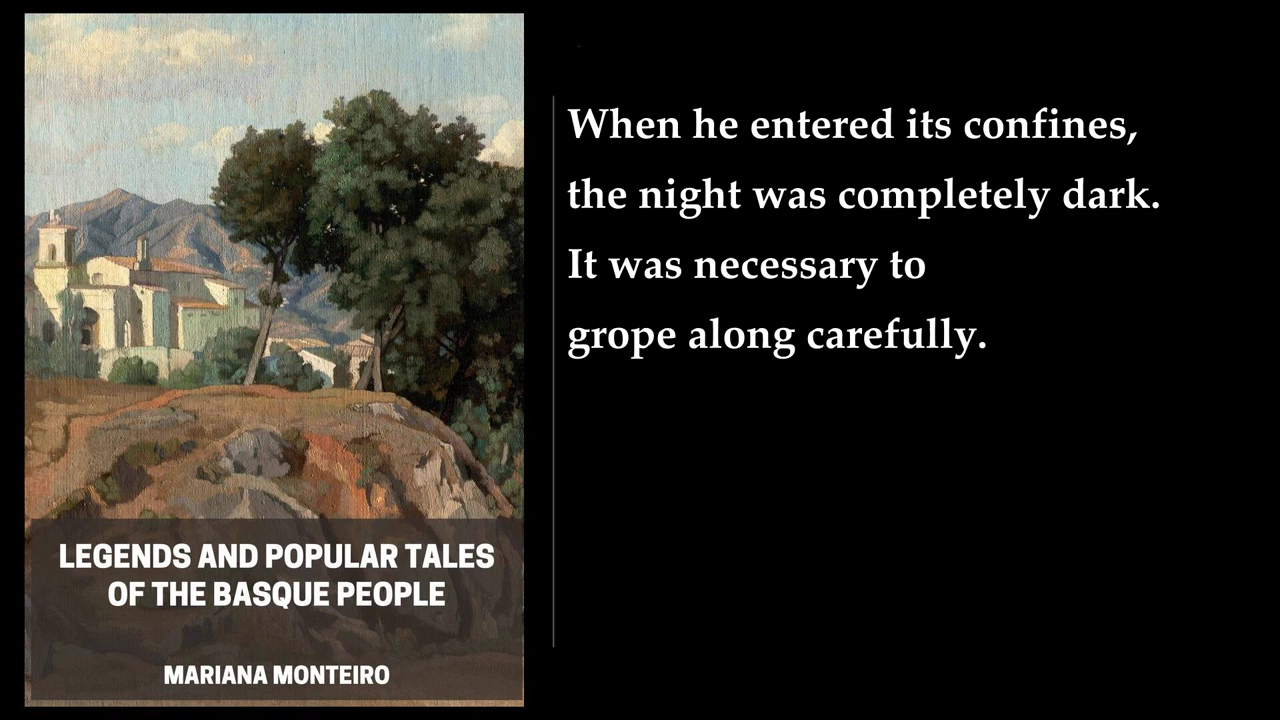 LEGENDS AND POPULAR TALES
OF THE BASQUE PEOPLE
MARIANA MONTEIRO
When he entered its confines,
the night was completely dark.
It was necessary to
grope along carefully.